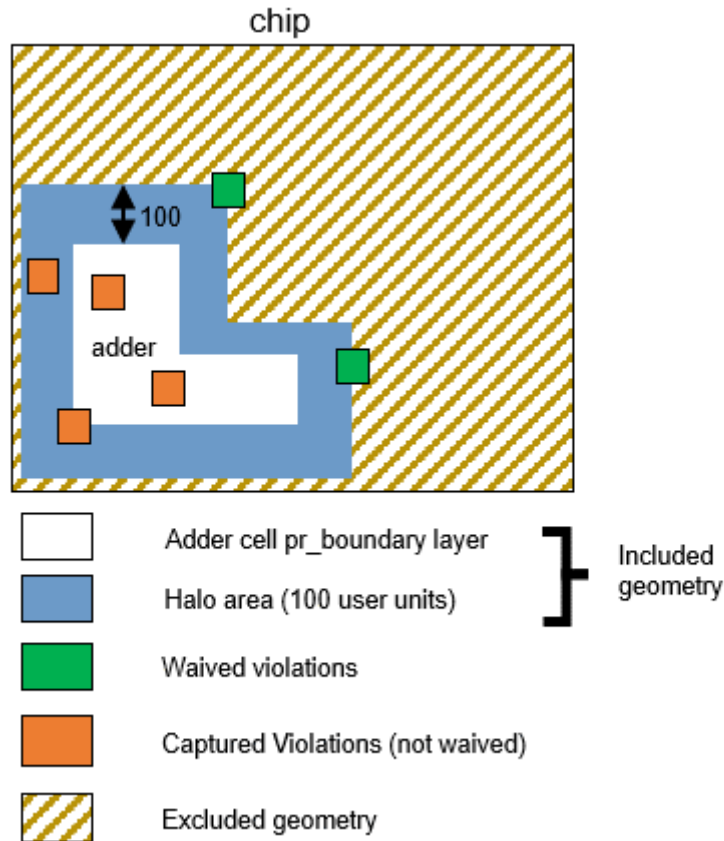 chip
100
adder
Adder cell pr_boundary layer
Halo area (100 user units)
Included
geometry
Waived violations
Captured Violations (not waived)
Excluded geometry